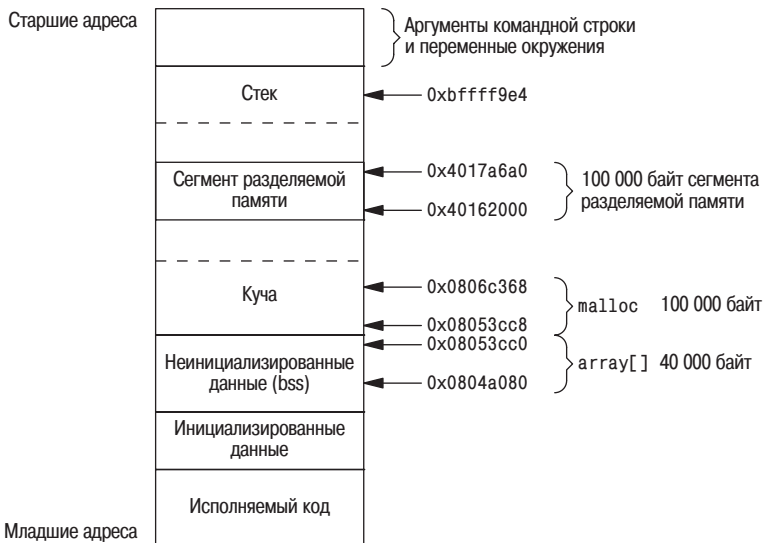 Старшие адреса
Аргументы командной строки
и переменные окружения
Стек
0xbffff9e4
Сегмент разделяемой
памяти
0x4017a6a0
0x40162000
100 000 байт сегмента
разделяемой памяти
Куча
0x0806c368
0x08053cc8
malloc 100 000 байт
Неинициализированные
данные (bss)
0x08053cc0
0x0804a080
array[] 40 000 байт
Инициализированные
данные
Исполняемый код
Младшие адреса